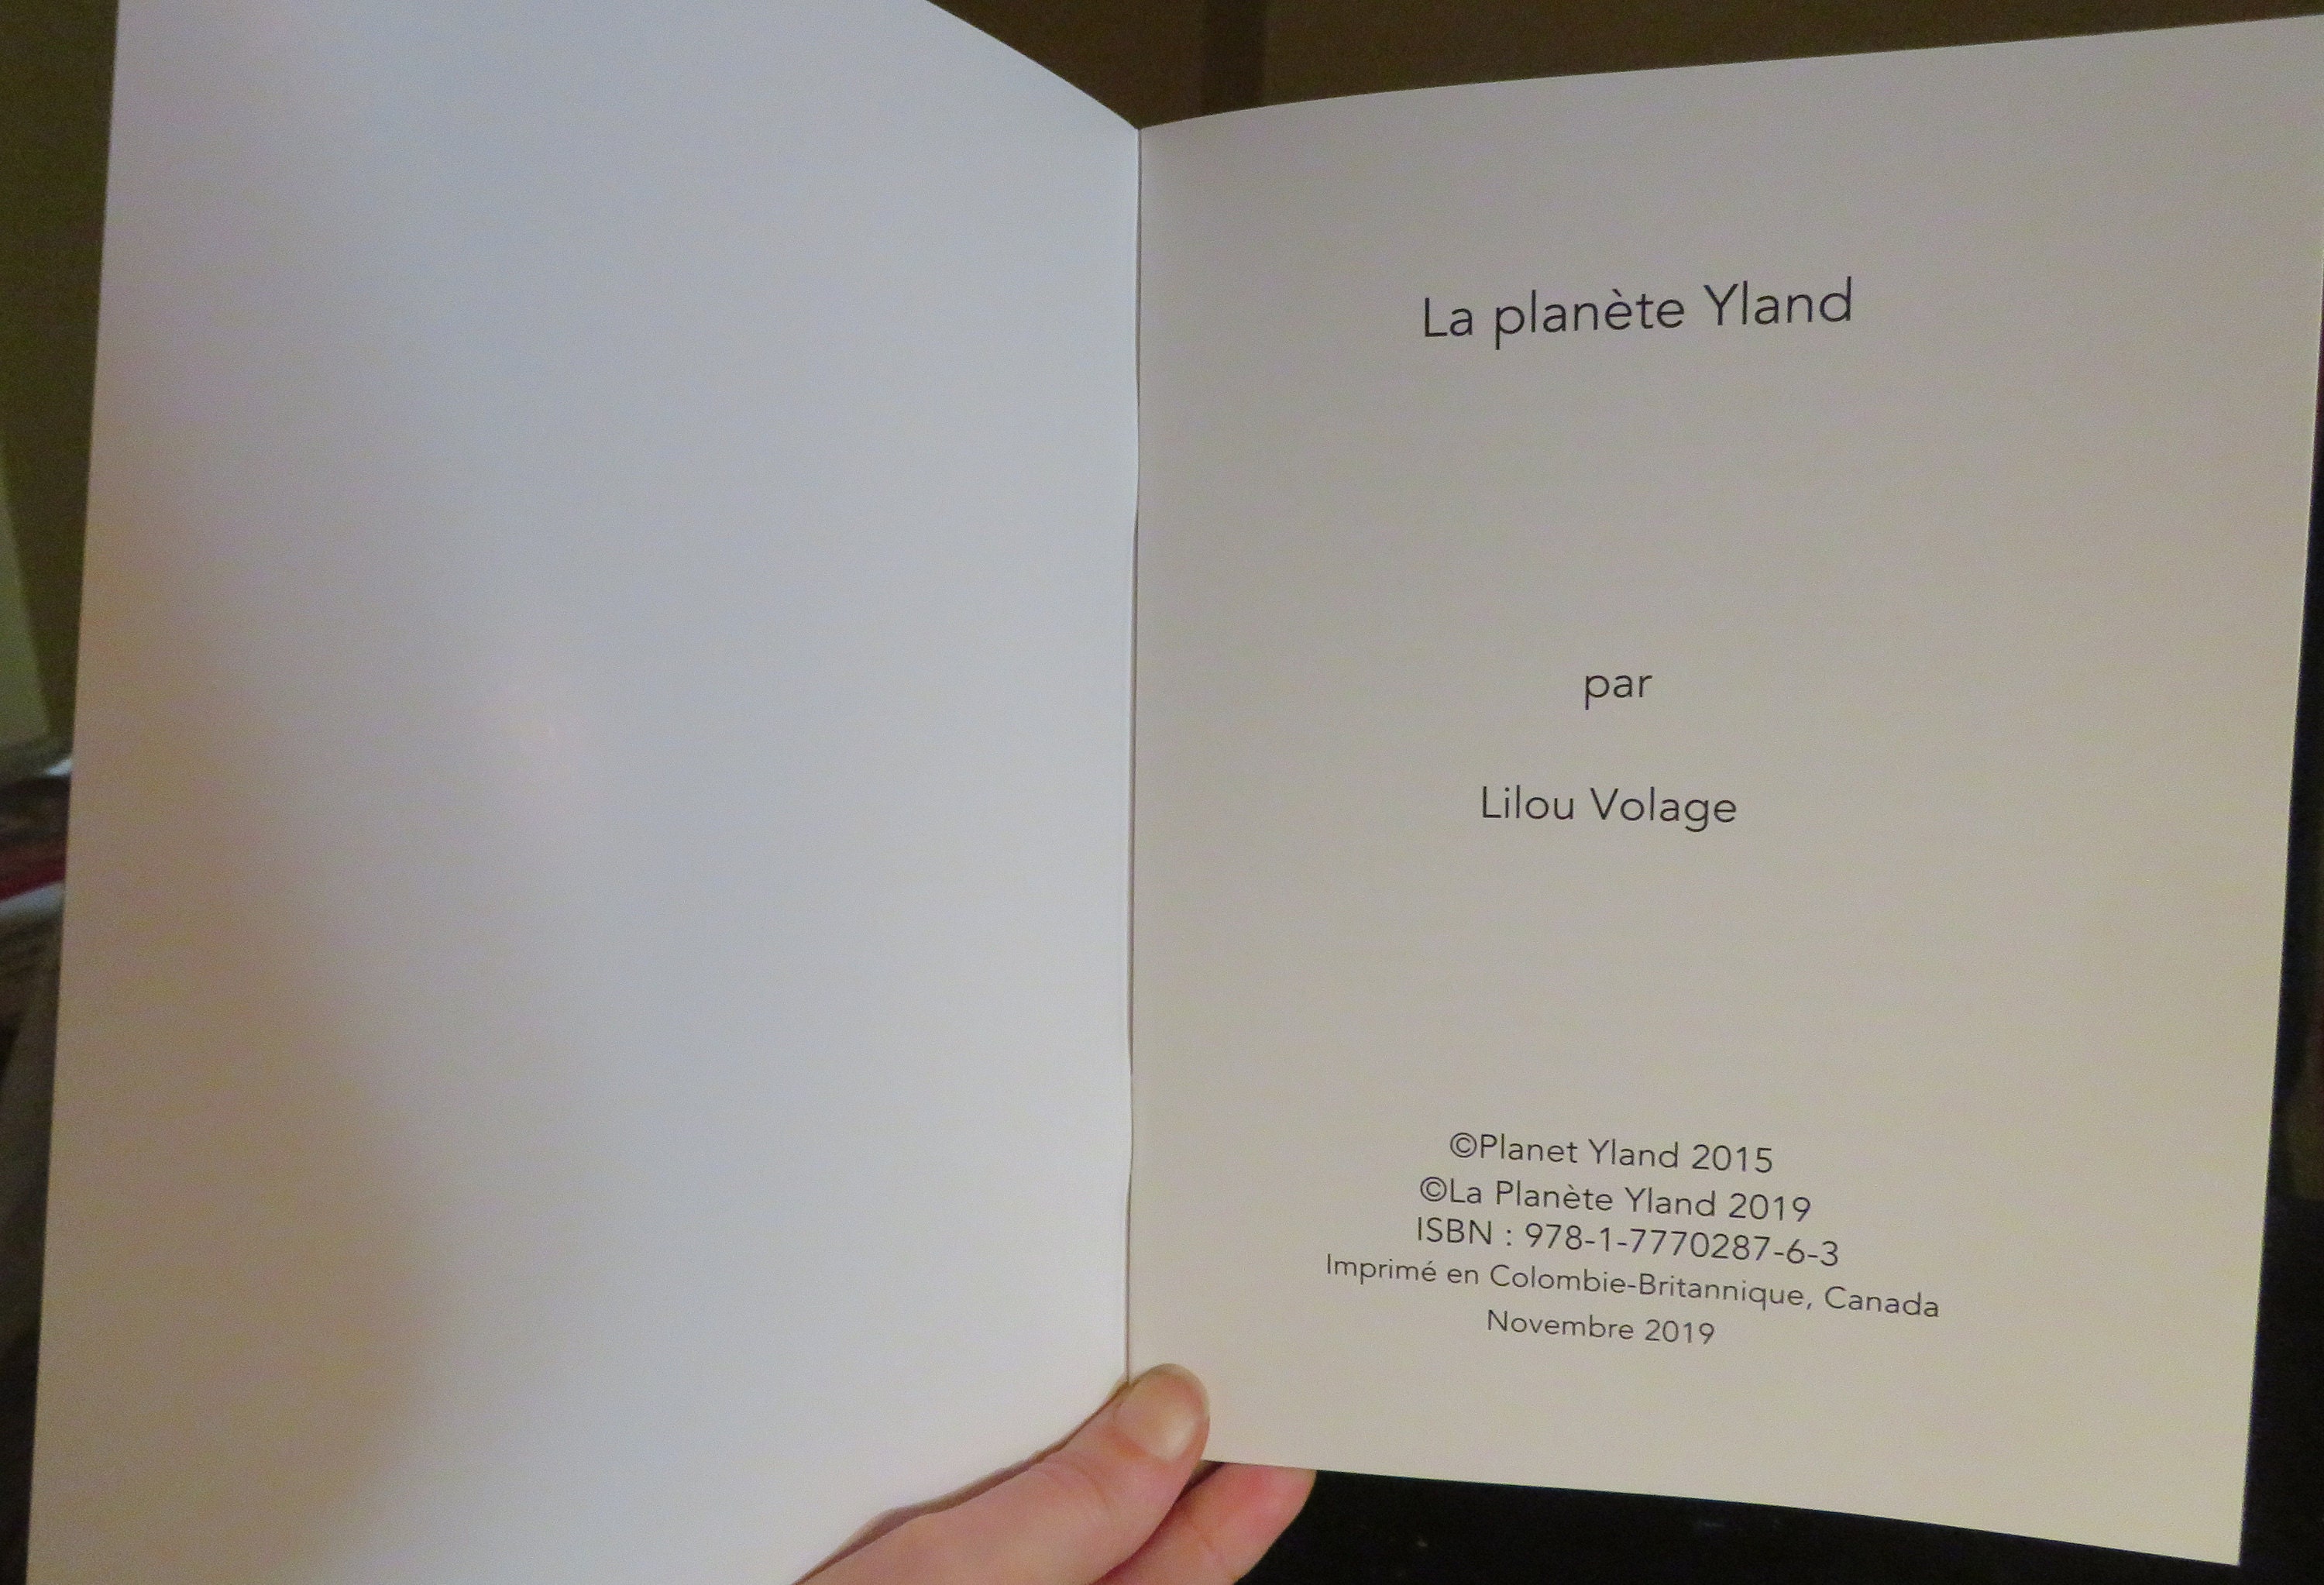 La planète Yland
par
Lilou Volage
©Planet Yland 2015
©La Planète Yland 2019
ISBN : 978-1-7770287-6-3
Imprimé en Colombie-Britannique, Canada
Novembre 2019